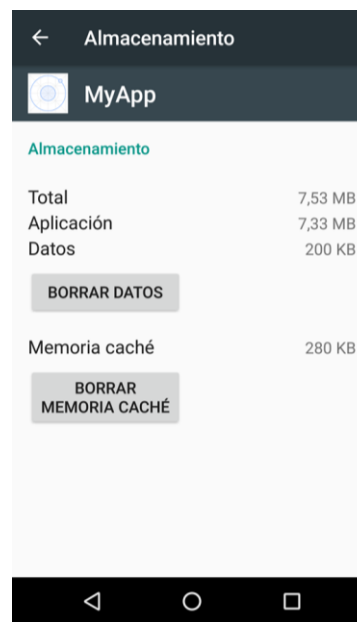 Almacenamiento
MyApp
Almacenamiento
Total 7,53 MB
Aplicación 7,33 MB
Datos 200 KB
BORRAR DATOS
Memoria caché 280 KB
BORRAR
MEMORIA CACHÉ